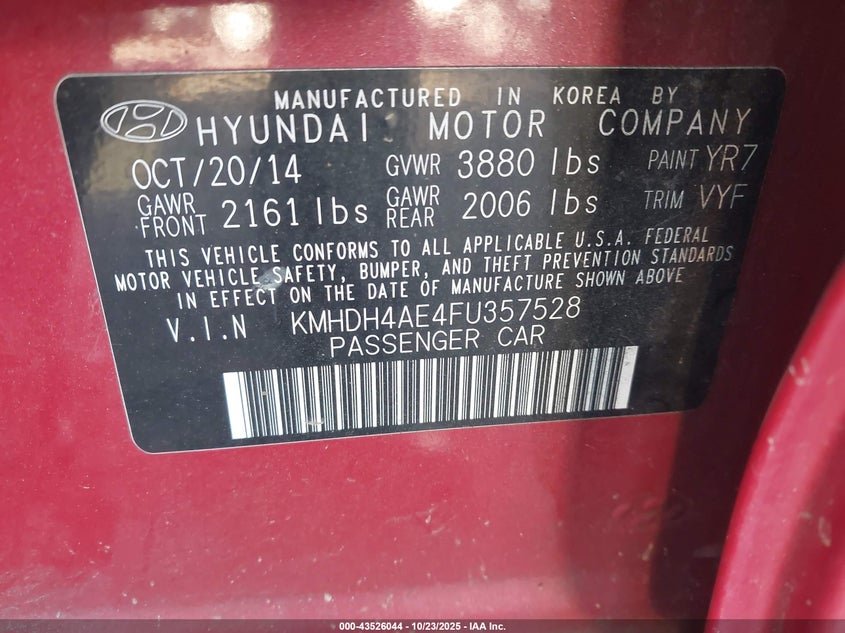 MANUFACTURED IN KOREA BY
HYUNDAI MOTOR COMPANY
OCT/20/14 GVWR 3880 lbs PAINT YR7
GAWR FRONT 2161 lbs GAWR REAR 2006 lbs TRIM VYF
THIS VEHICLE CONFORMS TO ALL APPLICABLE U.S.A. FEDERAL
MOTOR VEHICLE SAFETY, BUMPER, AND THEFT PREVENTION STANDARDS
IN EFFECT ON THE DATE OF MANUFACTURE SHOWN ABOVE
V.I.N KMHDH4AE4FU357528
PASSENGER CAR
000-43526044 - 10/23/2025 - IAA Inc.